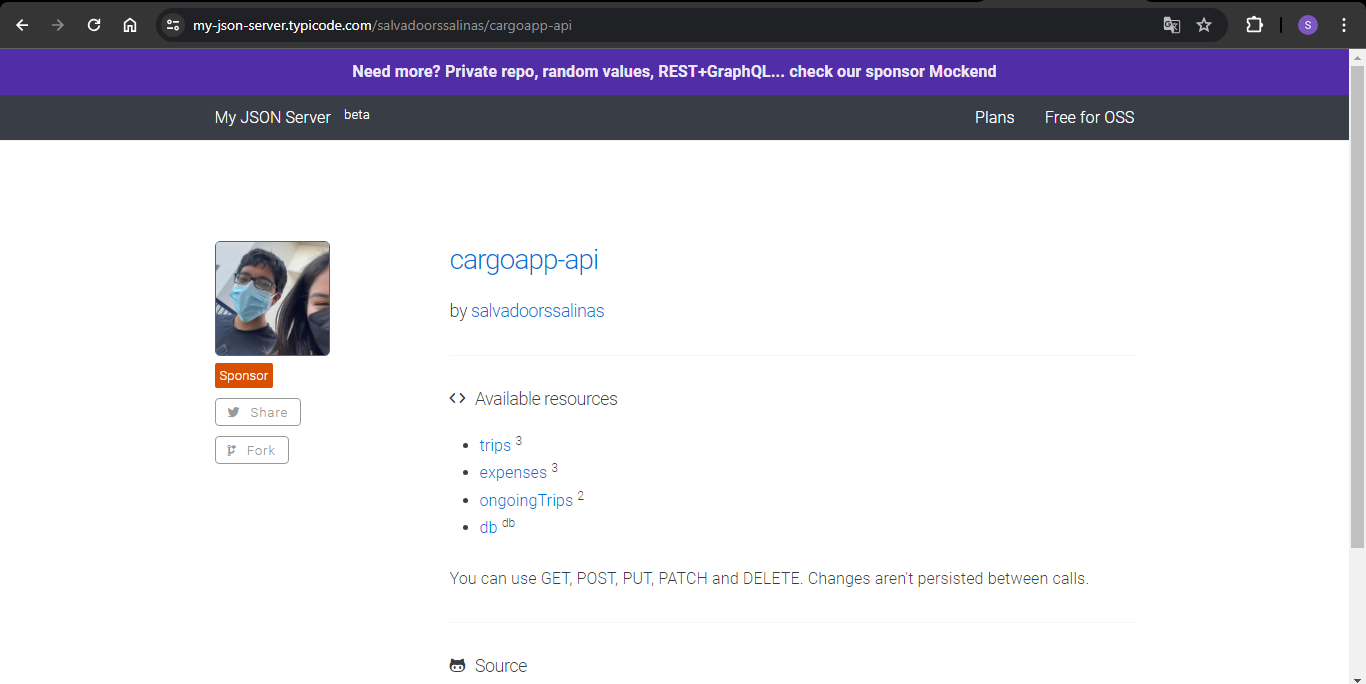 my-json-server.typicode.com/salvadoorssalinas/cargoapp-api
S
Need more? Private repo, random values, REST+GraphQL... check our sponsor Mockend
My JSON Server beta
Plans
Free for OSS
cargoapp-api
by salvadoorssalinas
Sponsor
Share
Fork
<> Available resources
trips 3
expenses 3
ongoingTrips 2
db db
You can use GET, POST, PUT, PATCH and DELETE. Changes aren't persisted between calls.
Source